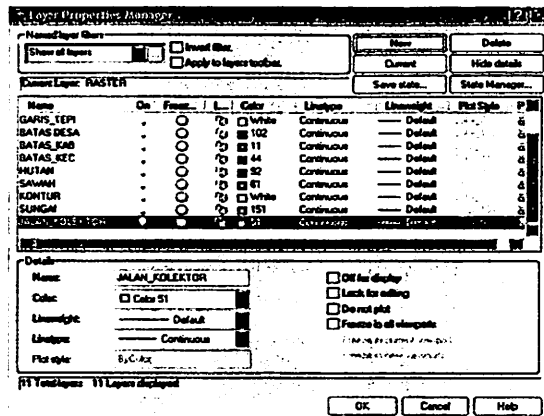 Layer Properties Manager
Named layer filters
Show all layers
Invert filter
Apply to layers toolbar
New Delete
Current Hide details
Save state... State Manager...
Current Layer: RASTER
Name On Freez... L... Color Linetype Lineweight Plot Style P
GARIS_TEPI White Continuous Default
BATAS DESA 102 Continuous Default
BATAS_KAB 11 Continuous Default
BATAS_KEC 44 Continuous Default
HUTAN 92 Continuous Default
SAWAH 61 Continuous Default
KONTUR White Continuous Default
SUNGAI 151 Continuous Default
JALAN_KOLEKTOR 51
Details
Name: JALAN_KOLEKTOR
Color: Color 51
Lineweight: Default
Linetype: Continuous
Plot style: ByColor
Off for display
Lock for editing
Do not plot
Freeze in all viewports
11 Total layers 11 Layers displayed
OK Cancel Help